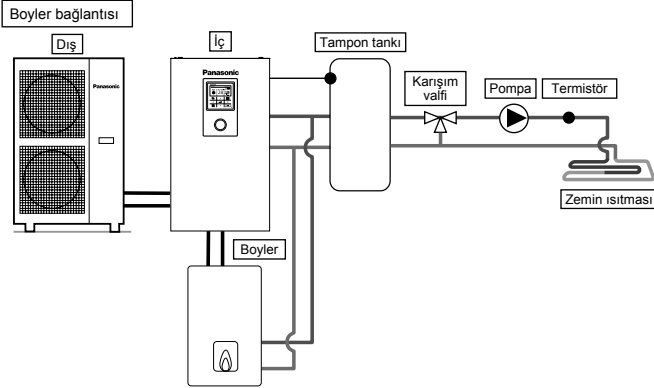 Boyler bağlantısı
Dış
İç
Tampon tankı
Karışım
valfi
Pompa
Termistör
Panasonic
Panasonic
Zemin ısıtması
Boyler